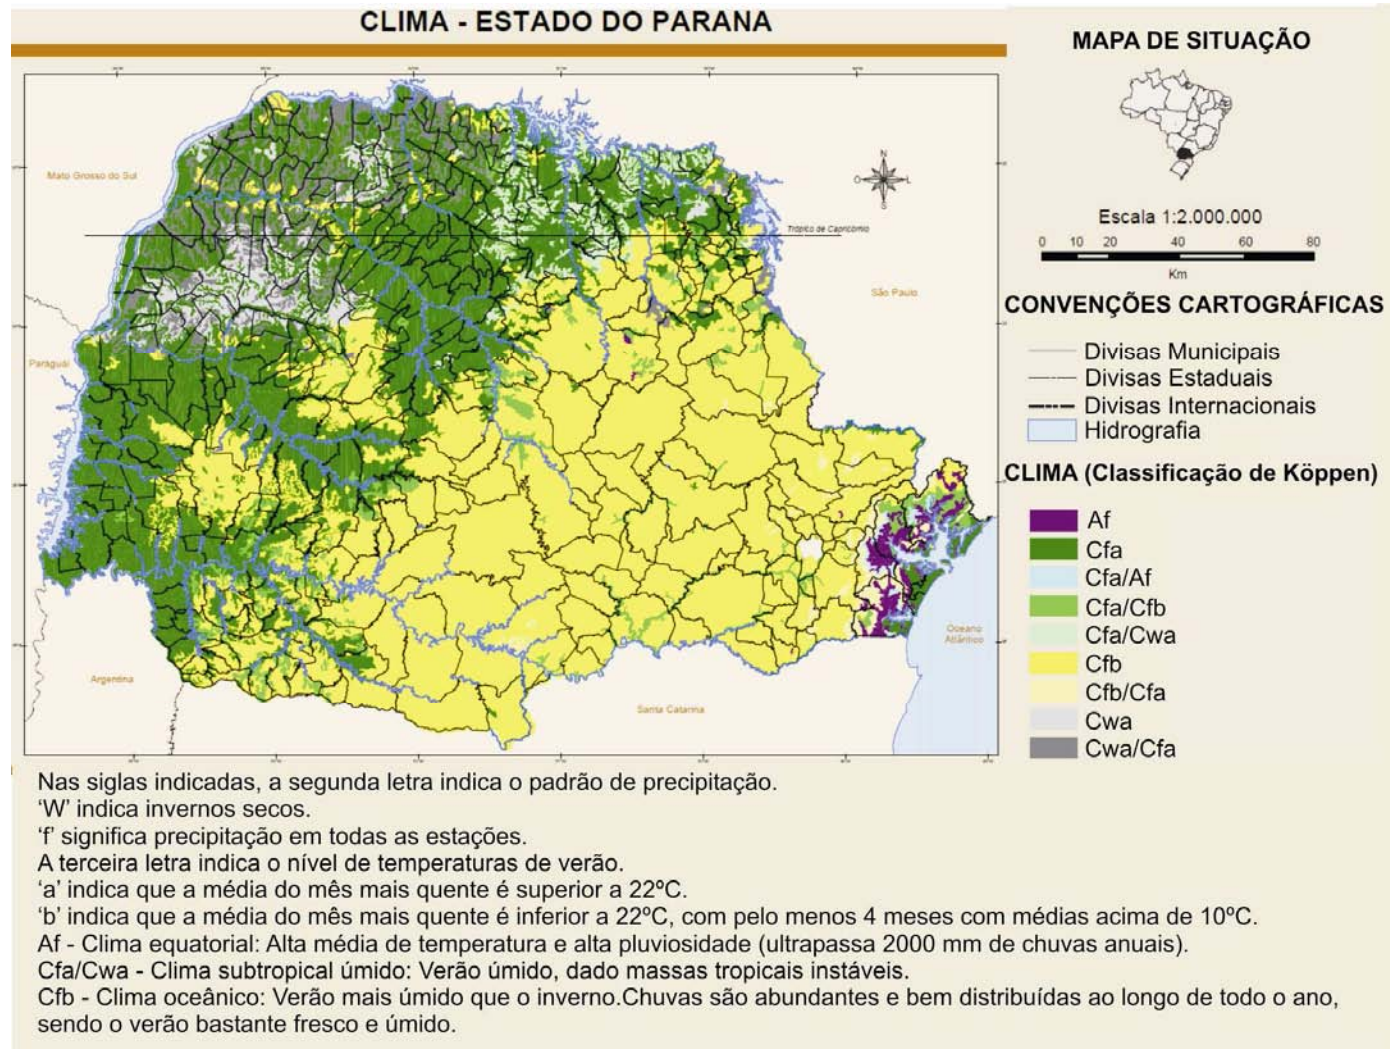 CLIMA - ESTADO DO PARANA
MAPA DE SITUAÇÃO
Mato Grosso do Sul
N
O
L
S
Trópico de Capricórnio
São Paulo
Paraguai
Argentina
Santa Catarina
Oceano
Atlântico
Escala 1:2.000.000
0 10 20 40 60 80
Km
CONVENÇÕES CARTOGRÁFICAS
Divisas Municipais
Divisas Estaduais
Divisas Internacionais
Hidrografia
CLIMA (Classificação de Köppen)
Af
Cfa
Cfa/Af
Cfa/Cfb
Cfa/Cwa
Cfb
Cfb/Cfa
Cwa
Cwa/Cfa
Nas siglas indicadas, a segunda letra indica o padrão de precipitação.
‘W’ indica invernos secos.
‘f’ significa precipitação em todas as estações.
A terceira letra indica o nível de temperaturas de verão.
‘a’ indica que a média do mês mais quente é superior a 22ºC.
‘b’ indica que a média do mês mais quente é inferior a 22ºC, com pelo menos 4 meses com médias acima de 10ºC.
Af - Clima equatorial: Alta média de temperatura e alta pluviosidade (ultrapassa 2000 mm de chuvas anuais).
Cfa/Cwa - Clima subtropical úmido: Verão úmido, dado massas tropicais instáveis.
Cfb - Clima oceânico: Verão mais úmido que o inverno.Chuvas são abundantes e bem distribuídas ao longo de todo o ano,
sendo o verão bastante fresco e úmido.